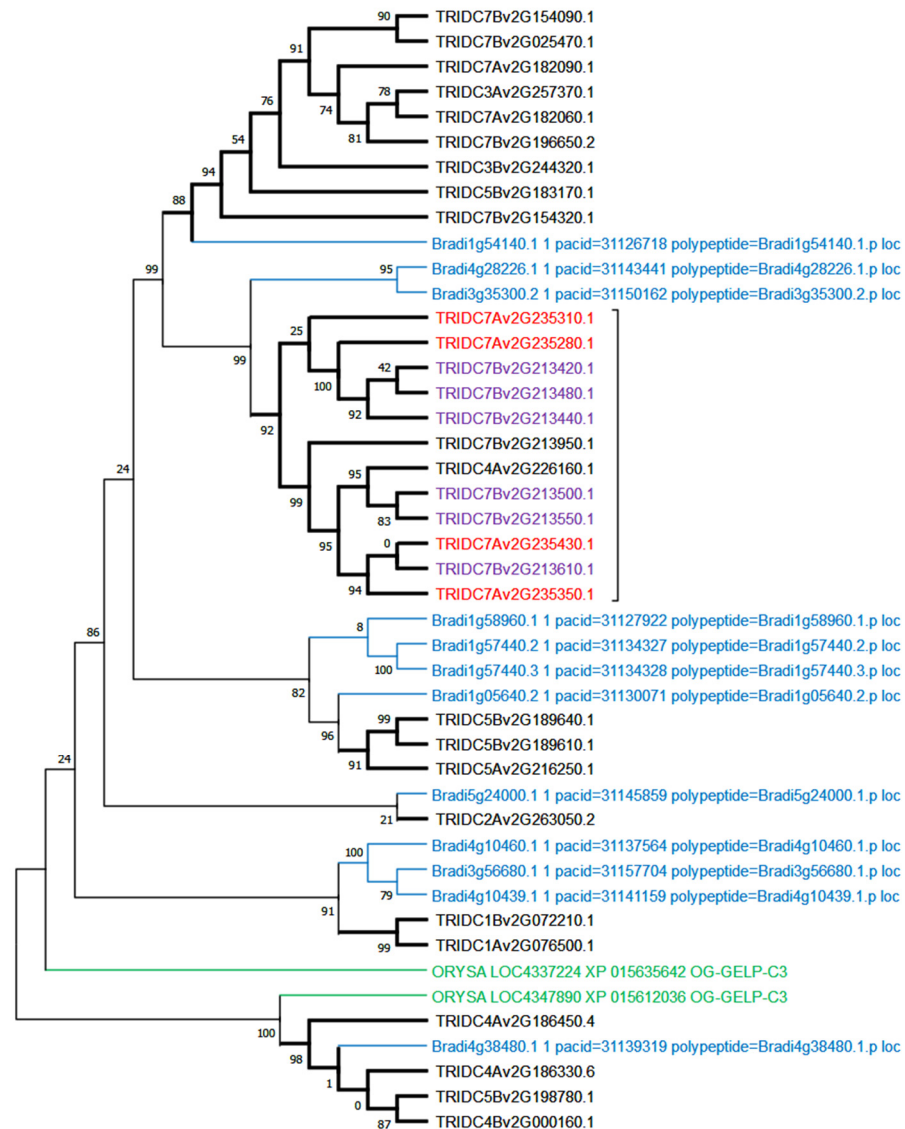 TRIDC7Bv2G154090.1
90
TRIDC7Bv2G025470.1
91
TRIDC7Av2G182090.1
78
TRIDC3Av2G257370.1
76
74
TRIDC7Av2G182060.1
81
TRIDC7Bv2G196650.2
54
TRIDC3Bv2G244320.1
94
TRIDC5Bv2G183170.1
88
TRIDC7Bv2G154320.1
Bradi1g54140.1 1 pacid=31126718 polypeptide=Bradi1g54140.1.p loc
99
95
Bradi4g28226.1 1 pacid=31143441 polypeptide=Bradi4g28226.1.p loc
Bradi3g35300.2 1 pacid=31150162 polypeptide=Bradi3g35300.2.p loc
TRIDC7Av2G235310.1
25
TRIDC7Av2G235280.1
99
42
TRIDC7Bv2G213420.1
100
TRIDC7Bv2G213480.1
92
TRIDC7Bv2G213440.1
92
TRIDC7Bv2G213950.1
24
95
TRIDC4Av2G226160.1
99
TRIDC7Bv2G213500.1
83
TRIDC7Bv2G213550.1
95
0
TRIDC7Av2G235430.1
TRIDC7Bv2G213610.1
94
TRIDC7Av2G235350.1
Bradi1g58960.1 1 pacid=31127922 polypeptide=Bradi1g58960.1.p loc
86
8
Bradi1g57440.2 1 pacid=31134327 polypeptide=Bradi1g57440.2.p loc
100
Bradi1g57440.3 1 pacid=31134328 polypeptide=Bradi1g57440.3.p loc
82
Bradi1g05640.2 1 pacid=31130071 polypeptide=Bradi1g05640.2.p loc
99
TRIDC5Bv2G189640.1
96
TRIDC5Bv2G189610.1
24
91
TRIDC5Av2G216250.1
Bradi5g24000.1 1 pacid=31145859 polypeptide=Bradi5g24000.1.p loc
21
TRIDC2Av2G263050.2
100
Bradi4g10460.1 1 pacid=31137564 polypeptide=Bradi4g10460.1.p loc
Bradi3g56680.1 1 pacid=31157704 polypeptide=Bradi3g56680.1.p loc
79
Bradi4g10439.1 1 pacid=31141159 polypeptide=Bradi4g10439.1.p loc
91
TRIDC1Bv2G072210.1
99
TRIDC1Av2G076500.1
ORYSA LOC4337224 XP 015635642 OG-GELP-C3
ORYSA LOC4347890 XP 015612036 OG-GELP-C3
100
TRIDC4Av2G186450.4
98
Bradi4g38480.1 1 pacid=31139319 polypeptide=Bradi4g38480.1.p loc
1
TRIDC4Av2G186330.6
0
TRIDC5Bv2G198780.1
87
TRIDC4Bv2G000160.1